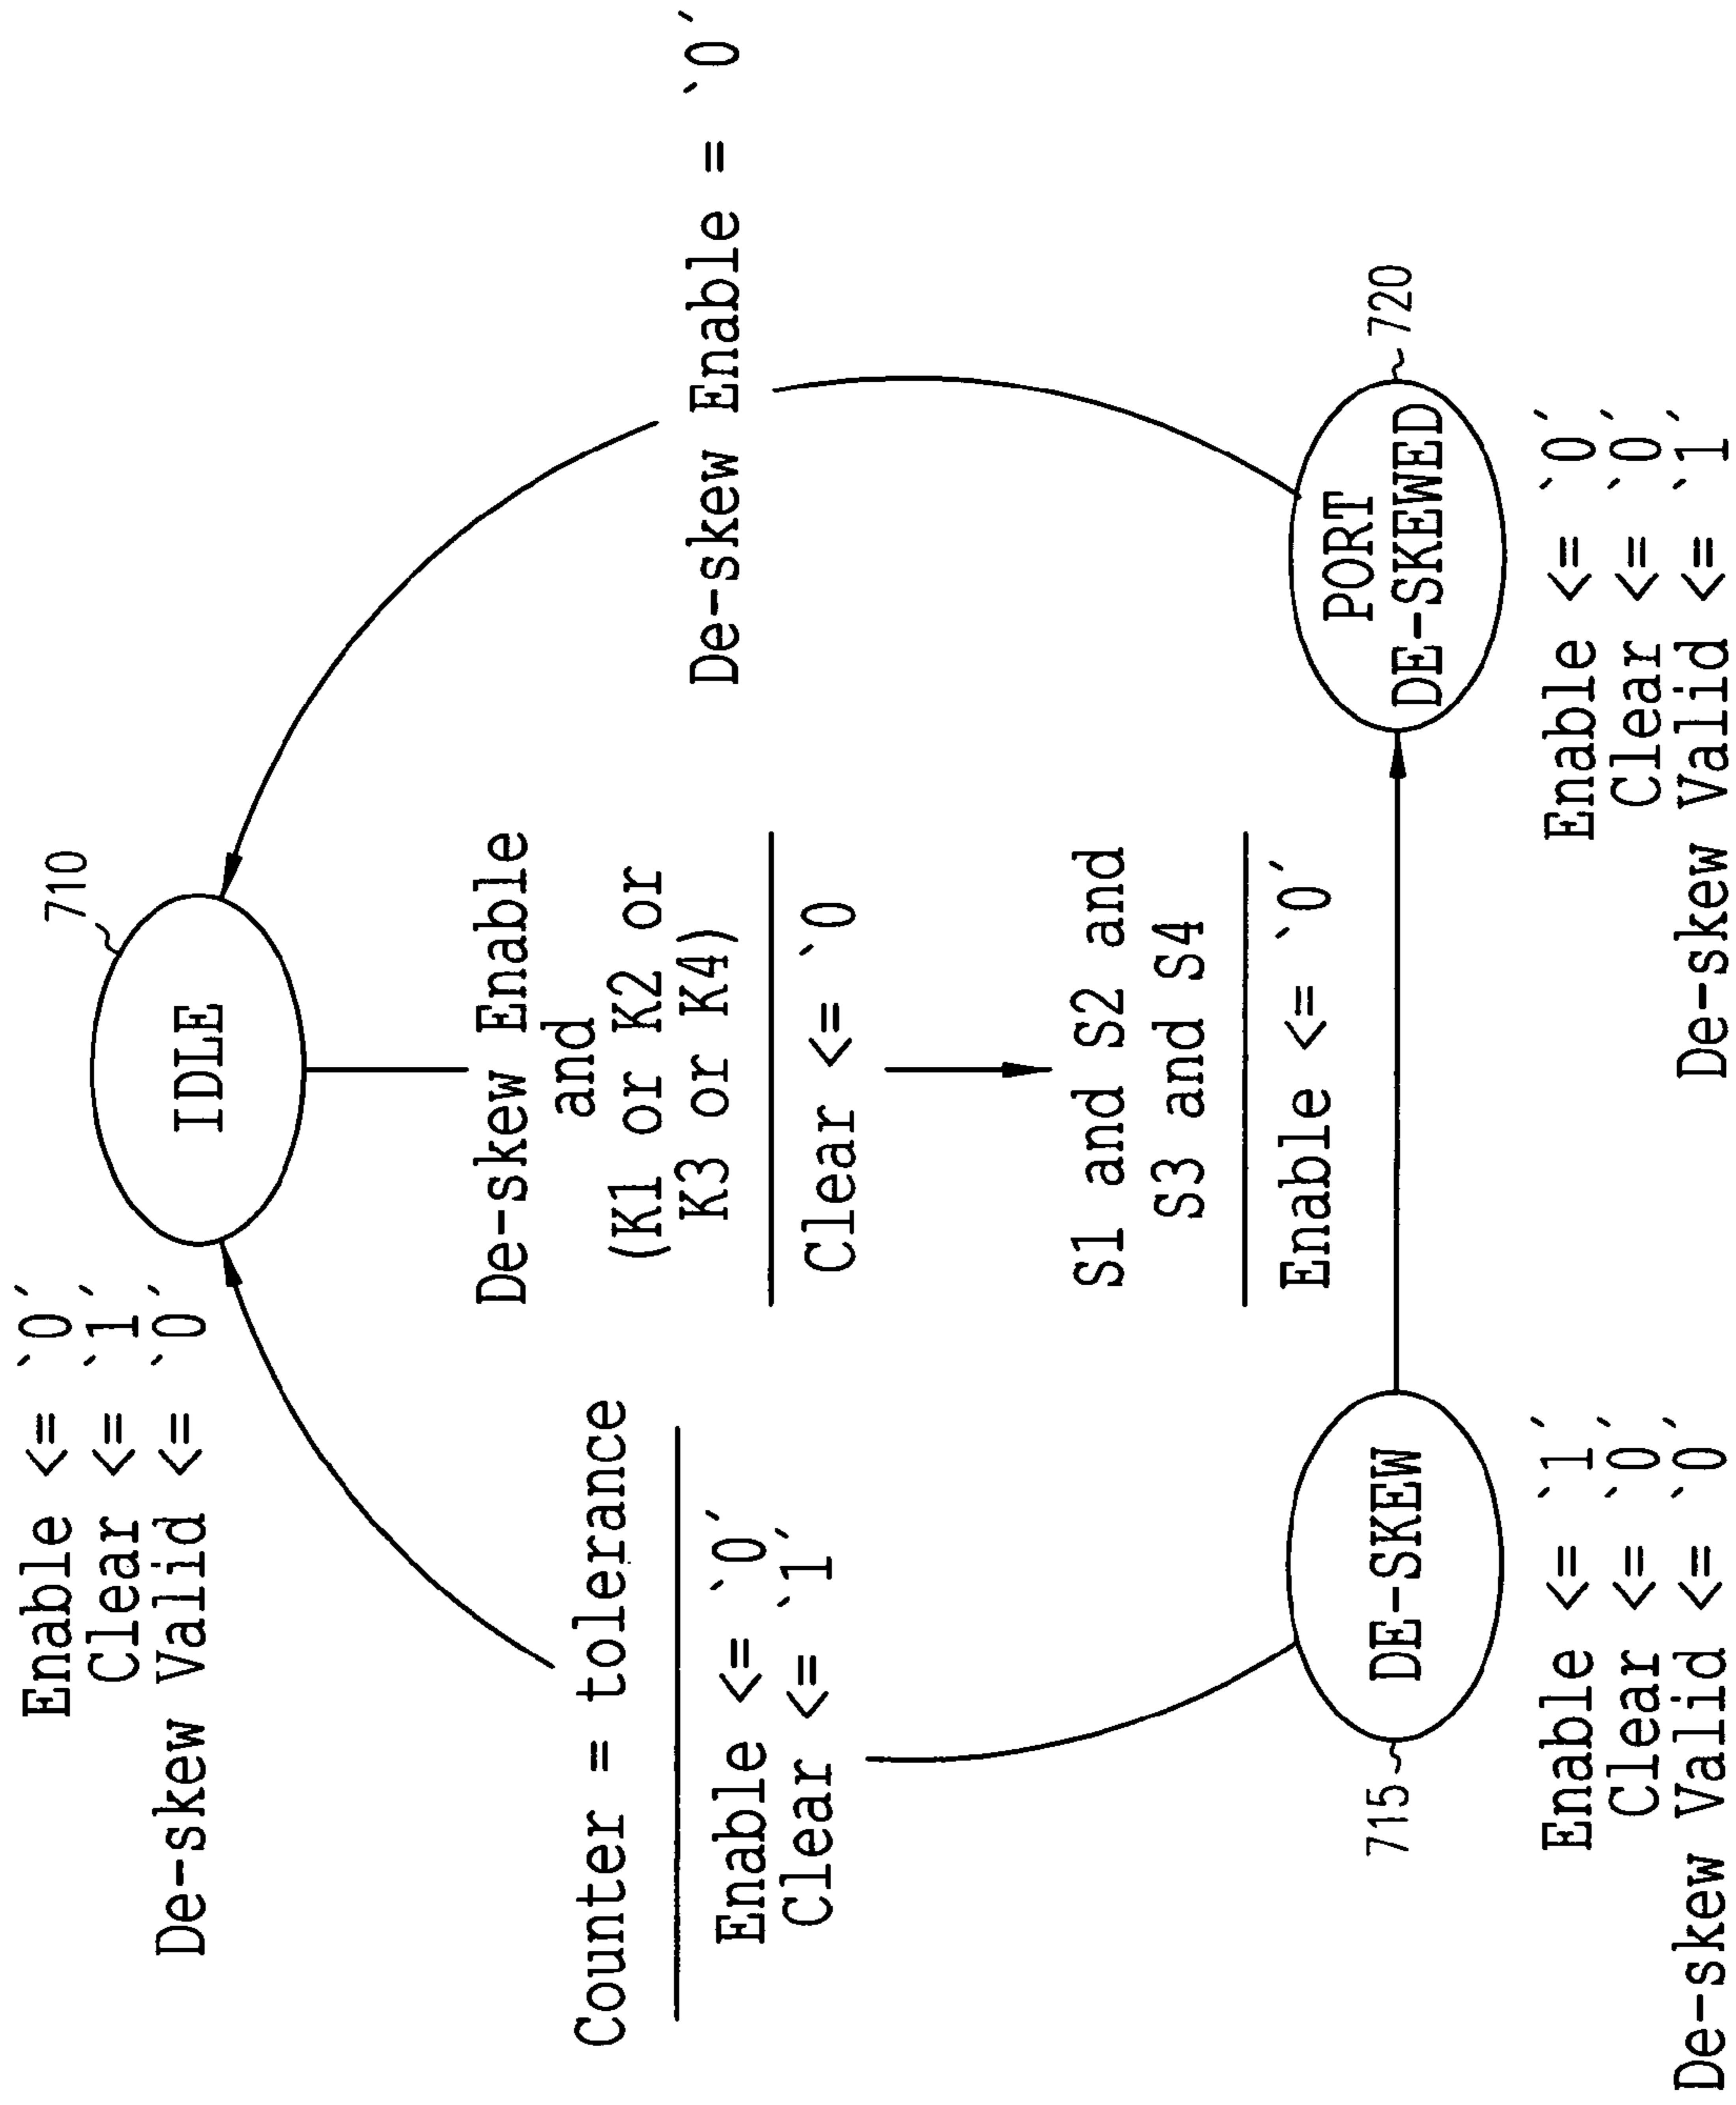 Enable <= `0´
Clear <= `1´
De-skew Valid <= `0´
710
IDLE
Counter = tolerance
Enable <= `0´
Clear <= `1´
De-skew Enable
and
(K1 or K2 or
K3 or K4)
Clear <= `0
S1 and S2 and
S3 and S4
Enable <= `0´
De-skew Enable = `0´
715
DE-SKEW
Enable <= `1´
Clear <= `0´
De-skew Valid <= `0´
720
PORT
DE-SKEWED
Enable <= `0´
Clear <= `0´
De-skew Valid <= `1´